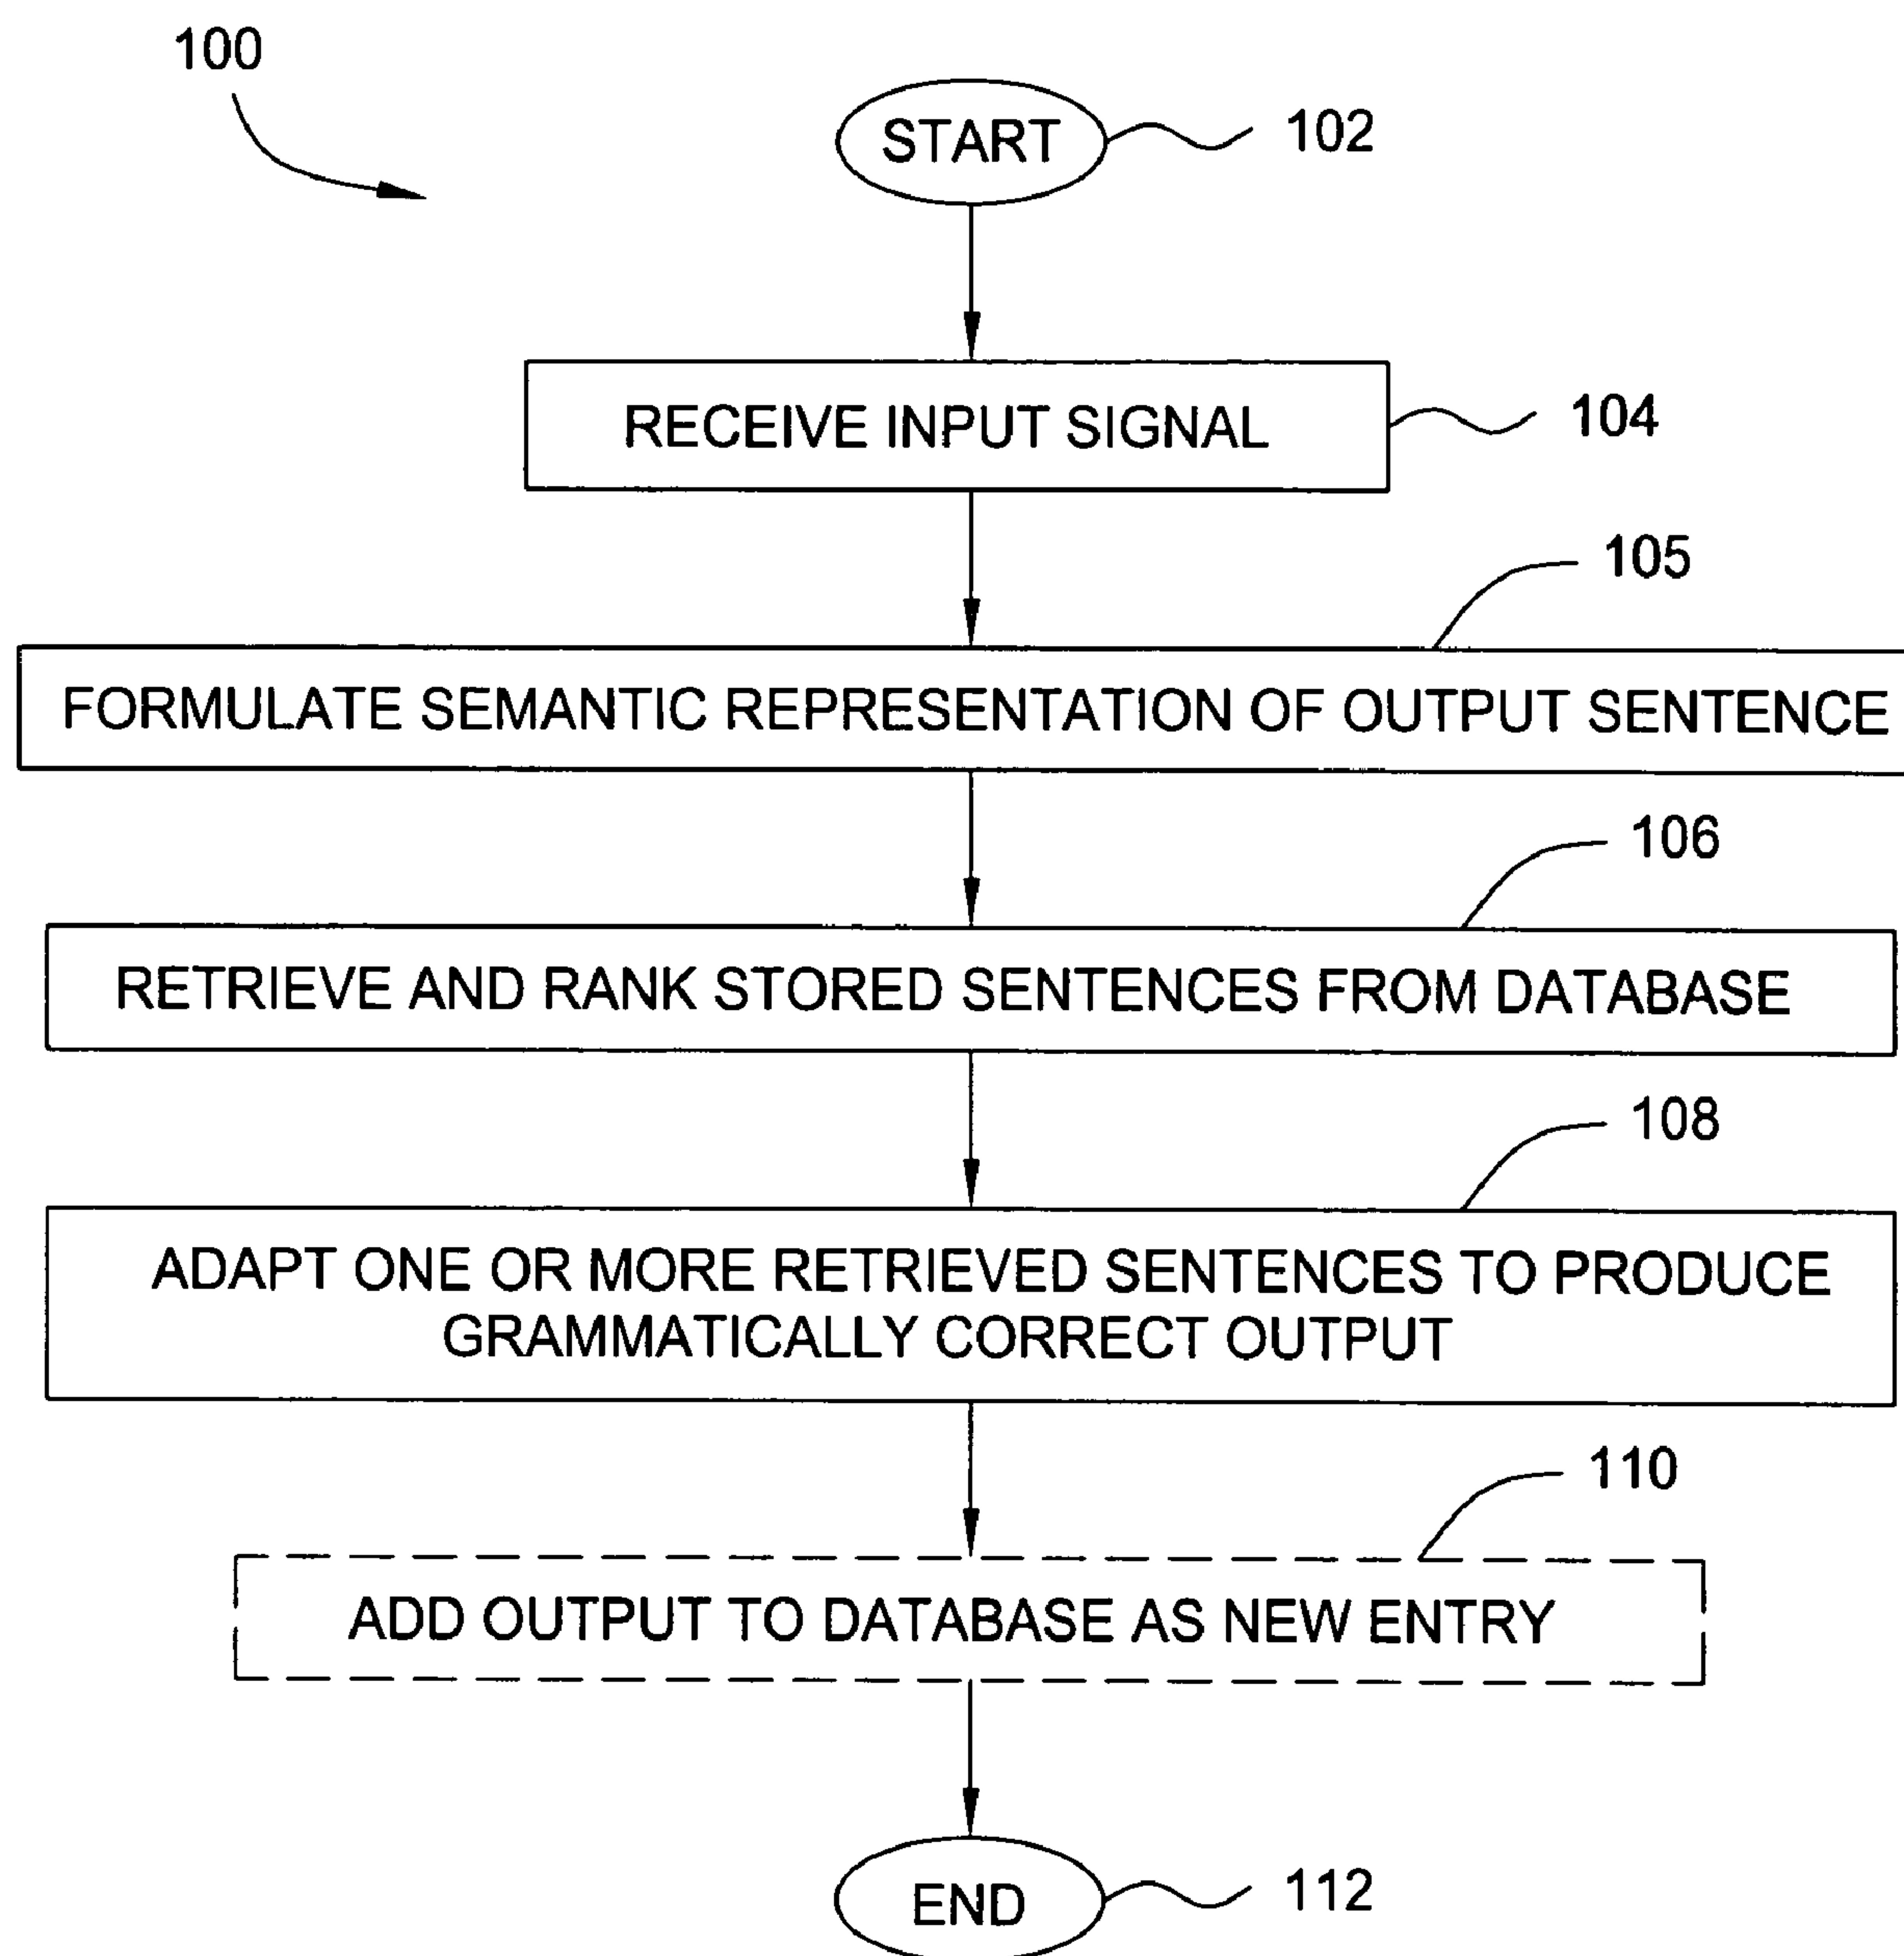 100
START
102
RECEIVE INPUT SIGNAL
104
105
FORMULATE SEMANTIC REPRESENTATION OF OUTPUT SENTENCE
106
RETRIEVE AND RANK STORED SENTENCES FROM DATABASE
108
ADAPT ONE OR MORE RETRIEVED SENTENCES TO PRODUCE
GRAMMATICALLY CORRECT OUTPUT
110
ADD OUTPUT TO DATABASE AS NEW ENTRY
END
112